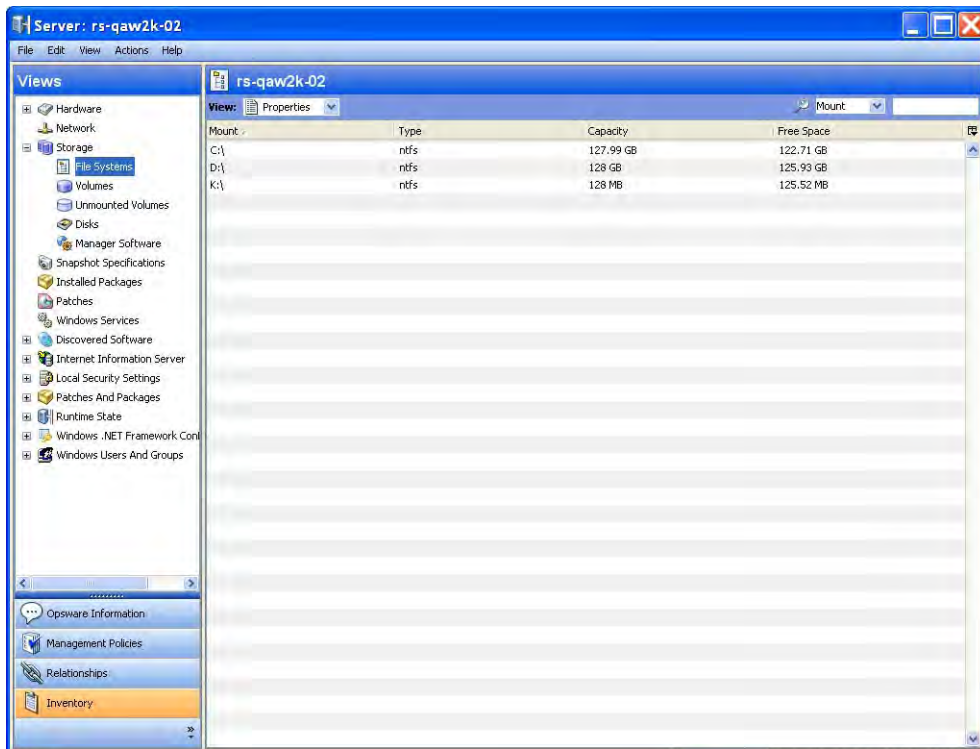 Server: rs-qaw2k-02
File Edit View Actions Help
Views
Hardware
Network
Storage
File Systems
Volumes
Unmounted Volumes
Disks
Manager Software
Snapshot Specifications
Installed Packages
Patches
Windows Services
Discovered Software
Internet Information Server
Local Security Settings
Patches And Packages
Runtime State
Windows .NET Framework Conf
Windows Users And Groups
Opsware Information
Management Policies
Relationships
Inventory
rs-qaw2k-02
View: Properties Mount
Mount Type Capacity Free Space
C:\ ntfs 127.99 GB 122.71 GB
D:\ ntfs 128 GB 125.93 GB
K:\ ntfs 128 MB 125.52 MB